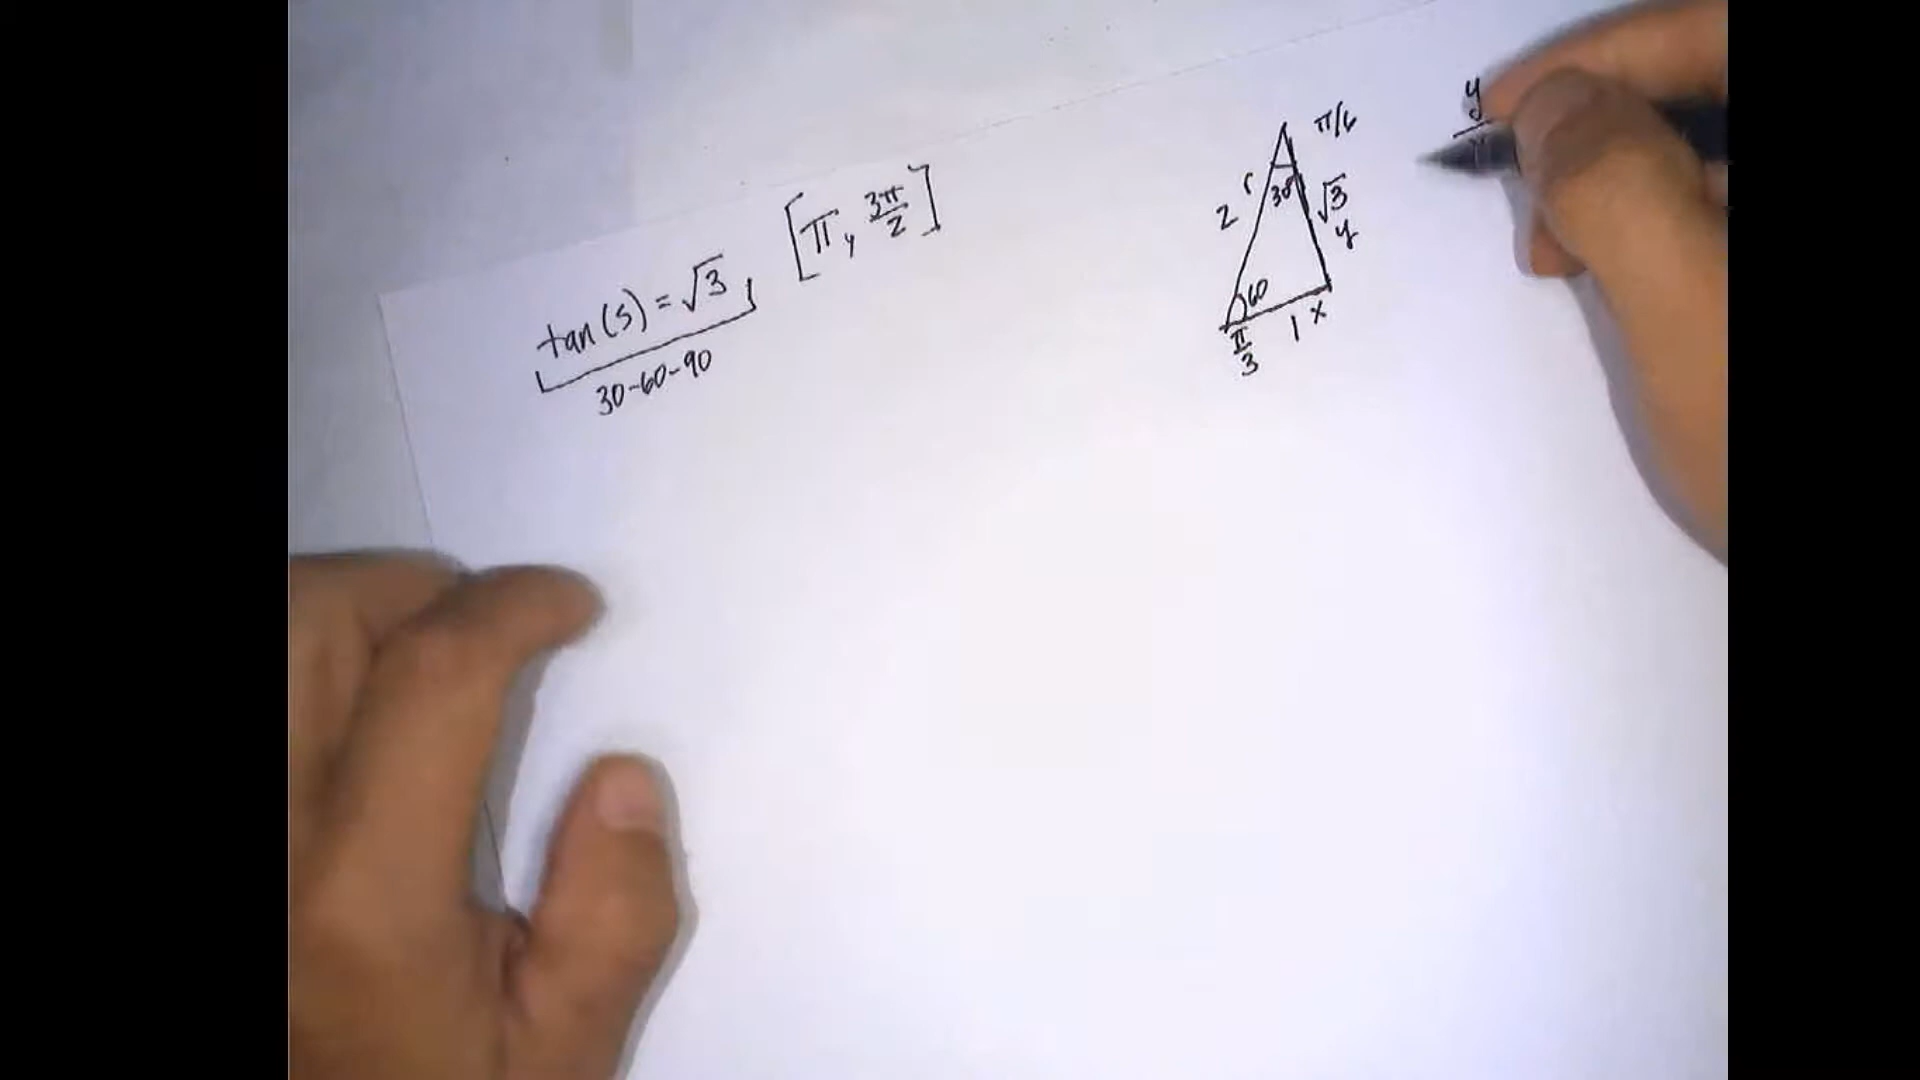 tan(s) = √3, [π, 3π/2]
30-60-90
π/6
r
2
30°
√3
y
60
π/3
1 x
y